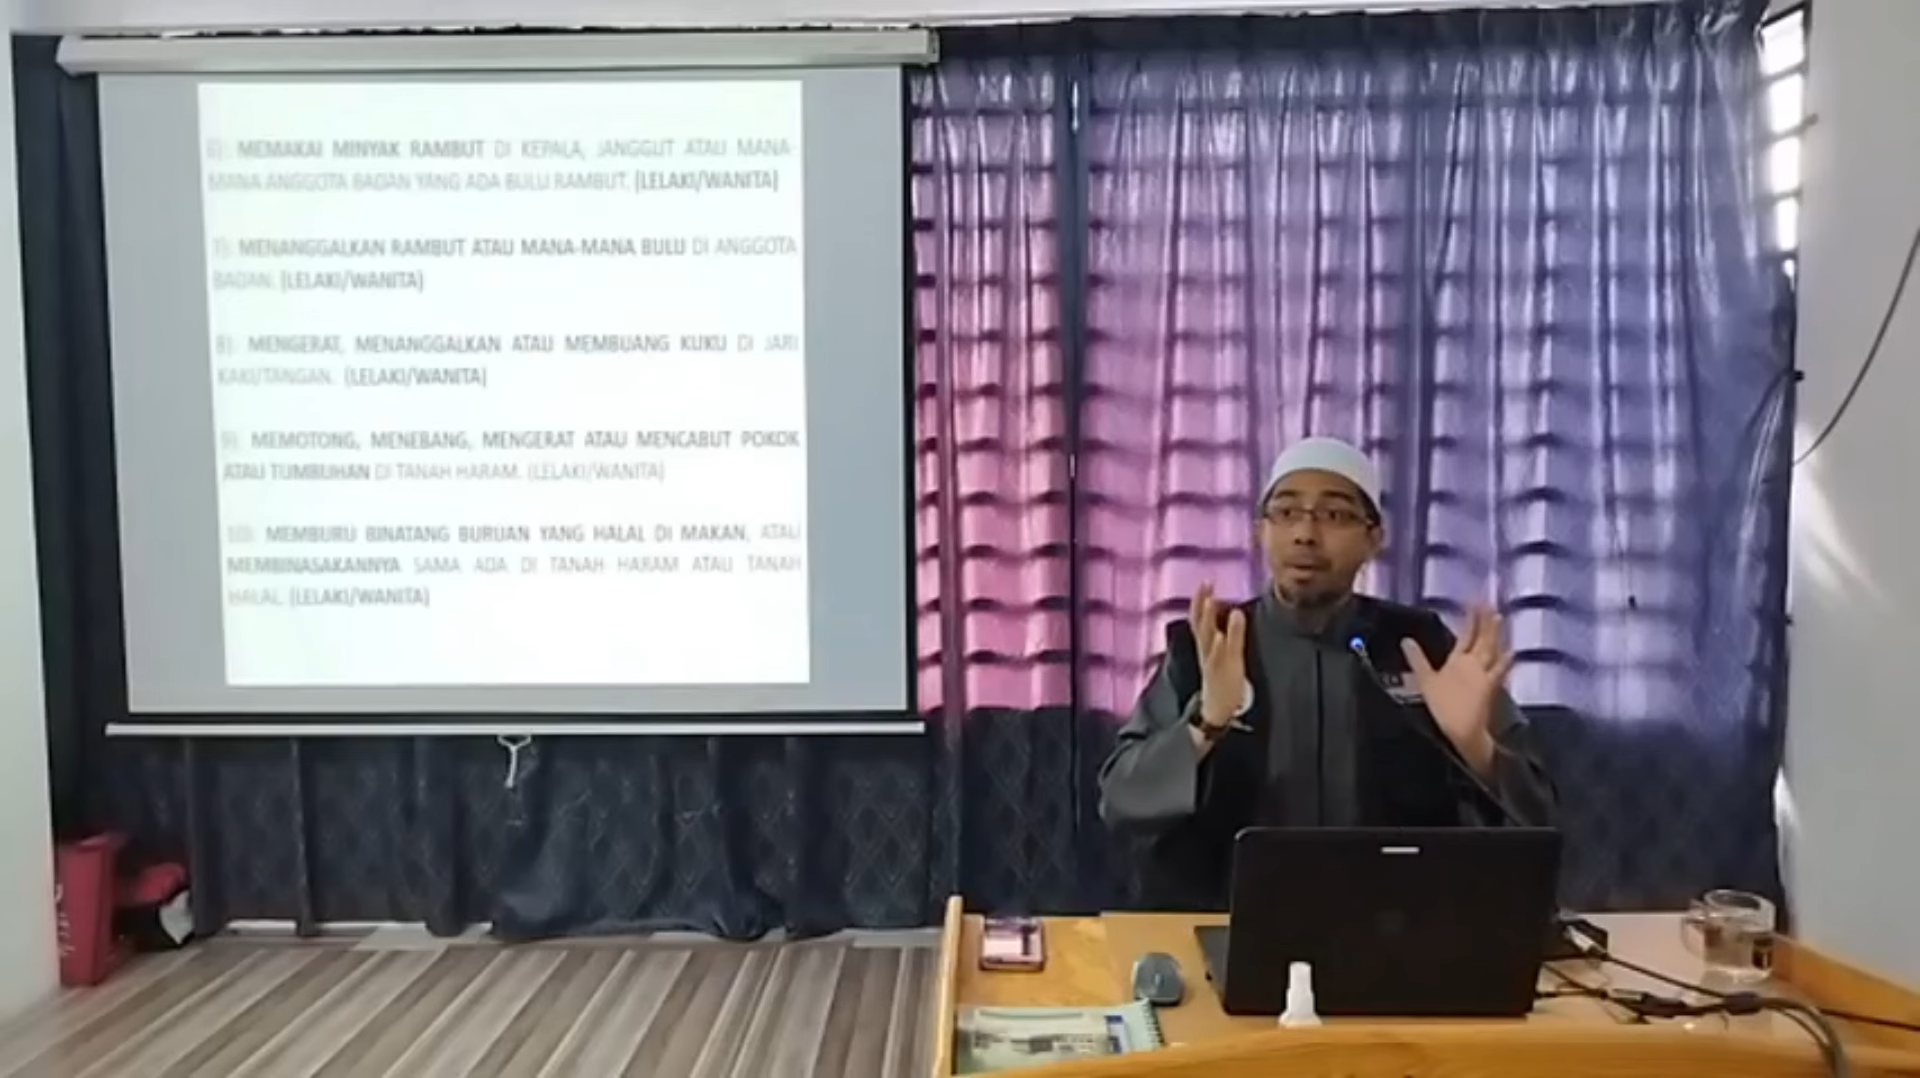 6). MEMAKAI MINYAK RAMBUT DI KEPALA, JANGGUT ATAU MANA-
MANA ANGGOTA BADAN YANG ADA BULU RAMBUT. (LELAKI/WANITA)
7). MENANGGALKAN RAMBUT ATAU MANA-MANA BULU DI ANGGOTA
BADAN. (LELAKI/WANITA)
8). MENGERAT, MENANGGALKAN ATAU MEMBUANG KUKU DI JARI
KAKI/TANGAN. (LELAKI/WANITA)
9). MEMOTONG, MENEBANG, MENGERAT ATAU MENCABUT POKOK
ATAU TUMBUHAN DI TANAH HARAM. (LELAKI/WANITA)
10). MEMBURU BINATANG BURUAN YANG HALAL DI MAKAN, ATAU
MEMBINASAKANNYA SAMA ADA DI TANAH HARAM ATAU TANAH
HALAL. (LELAKI/WANITA)